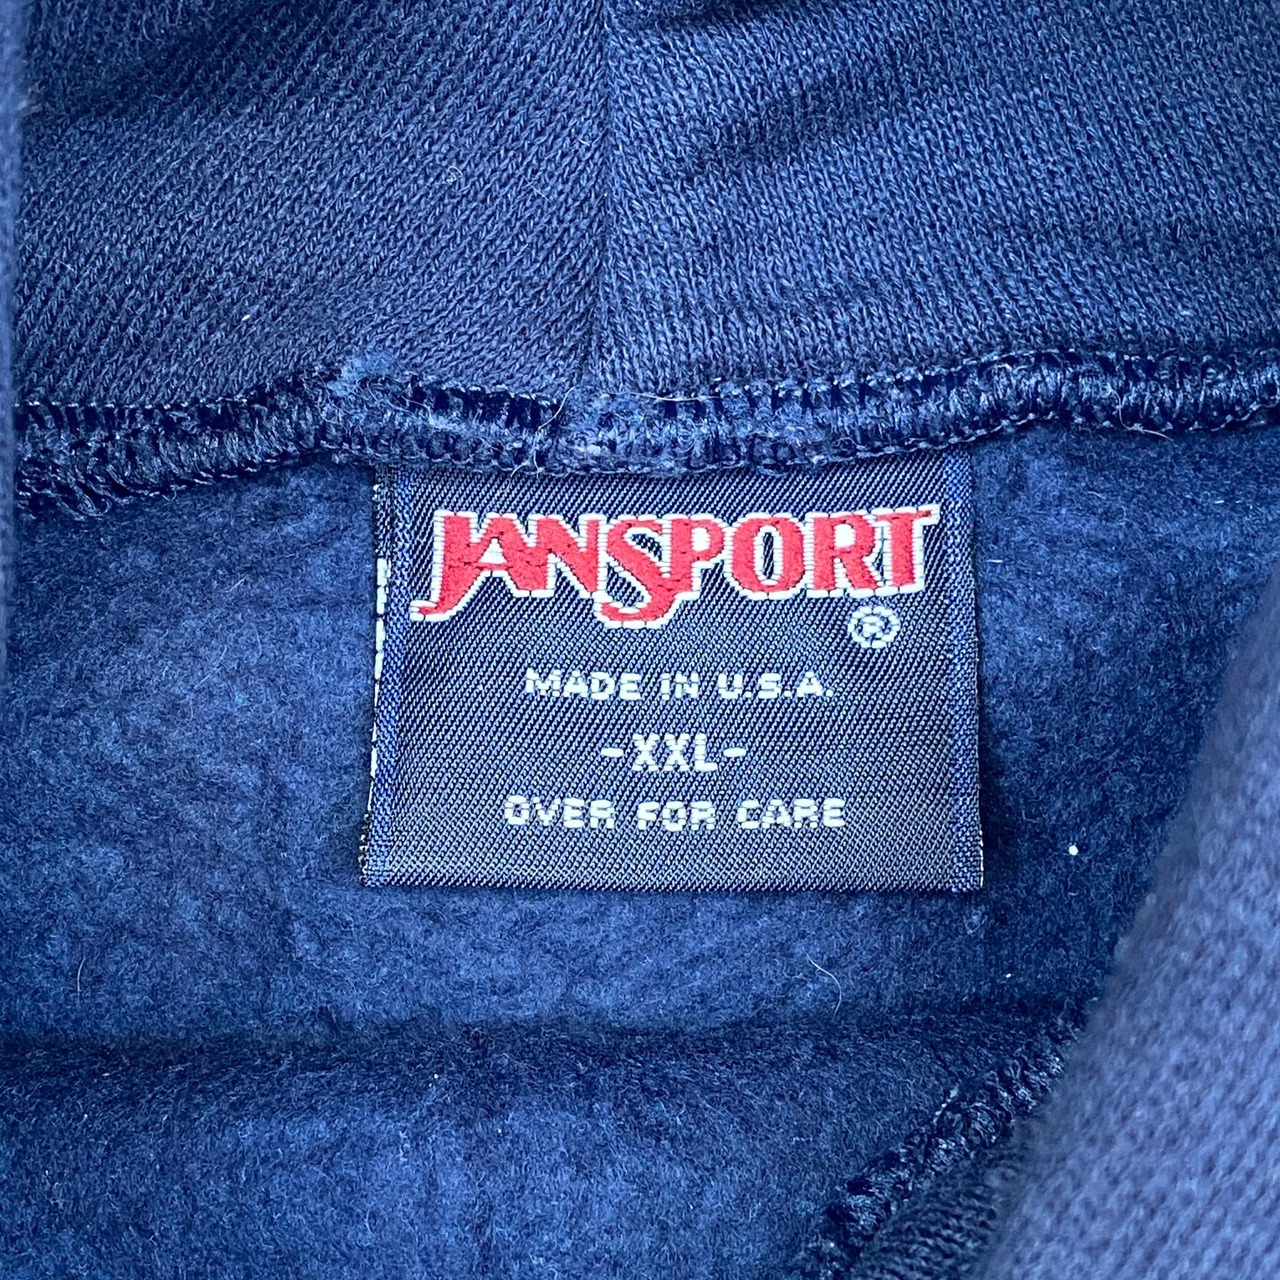 JANSPORT
®
MADE IN U.S.A.
-XXL-
OVER FOR CARE